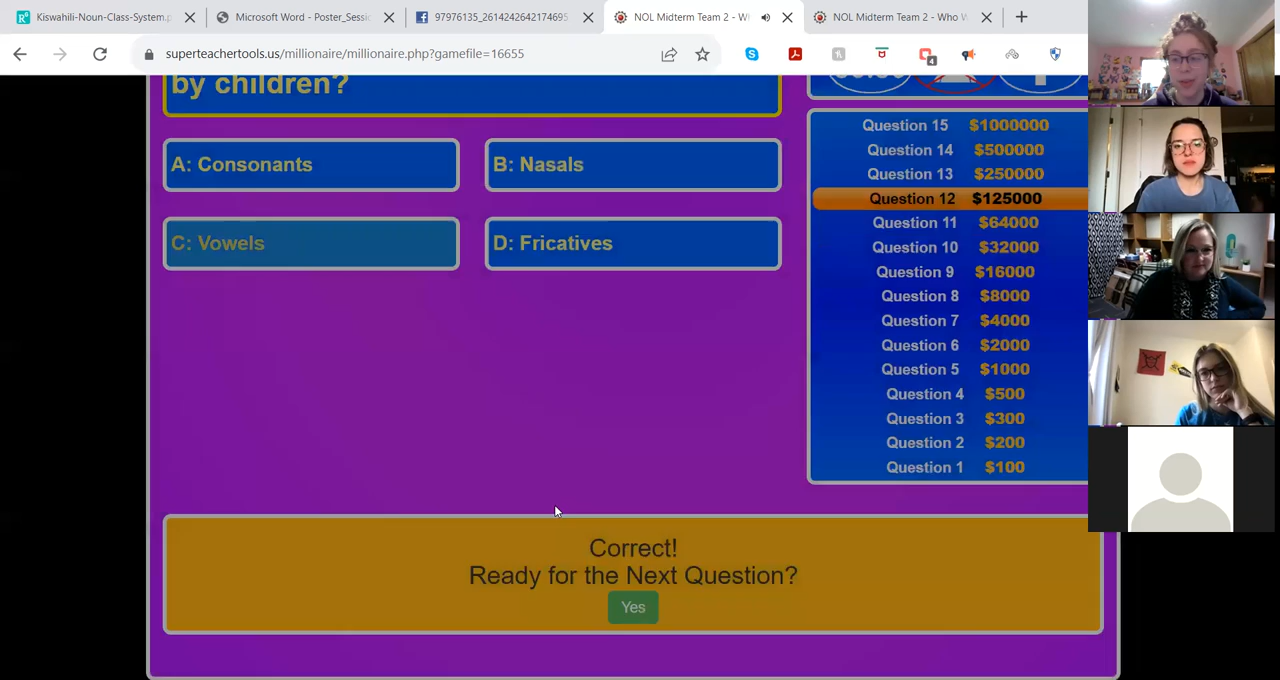 Kiswahili-Noun-Class-System.p
Microsoft Word - Poster_Sessi
97976135_2614242642174695
NOL Midterm Team 2 - Wh
NOL Midterm Team 2 - Who W
superteachertools.us/millionaire/millionaire.php?gamefile=16655
4
by children?
A: Consonants
B: Nasals
C: Vowels
D: Fricatives
Question 15 $1000000
Question 14 $500000
Question 13 $250000
Question 12 $125000
Question 11 $64000
Question 10 $32000
Question 9 $16000
Question 8 $8000
Question 7 $4000
Question 6 $2000
Question 5 $1000
Question 4 $500
Question 3 $300
Question 2 $200
Question 1 $100
Correct!
Ready for the Next Question?
Yes